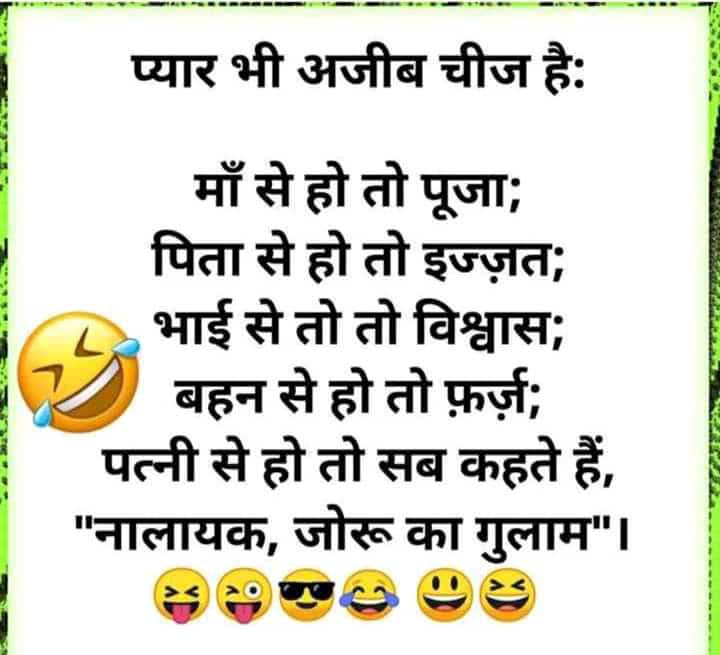 प्यार भी अजीब चीज है:
माँ से हो तो पूजा;
पिता से हो तो इज्ज़त;
भाई से तो तो विश्वास;
बहन से हो तो फ़र्ज़;
पत्नी से हो तो सब कहते हैं,
"नालायक, जोरू का गुलाम"।